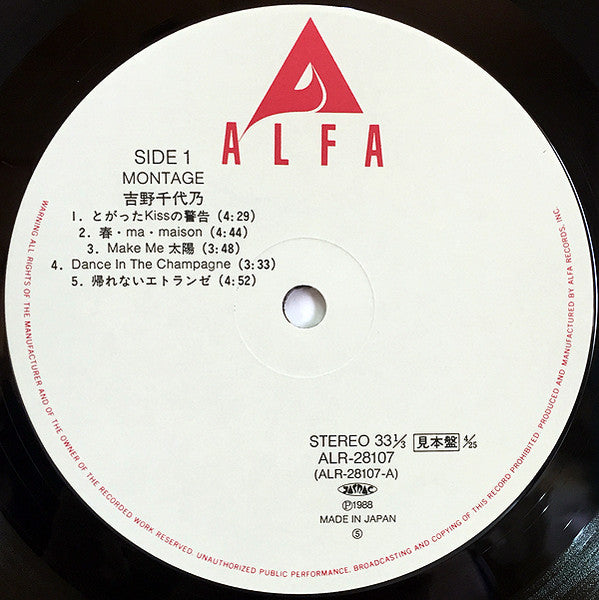 ALFA
SIDE 1
MONTAGE
吉野千代乃
1. とがったKissの警告 (4:29)
2. 春・ma・maison (4:44)
3. Make Me 太陽 (3:48)
4. Dance In The Champagne (3:33)
5. 帰れないエトランゼ (4:52)
STEREO 33⅓ 見本盤 4/25
ALR-28107
(ALR-28107-A)
JASRAC
Ⓟ1988
MADE IN JAPAN
Ⓢ
WARNING ALL RIGHTS OF THE MANUFACTURER AND OF THE OWNER OF THE RECORDED WORK RESERVED. UNAUTHORIZED PUBLIC PERFORMANCE, BROADCASTING AND COPYING OF THIS RECORD PROHIBITED. PRODUCED AND MANUFACTURED BY ALFA RECORDS, INC.